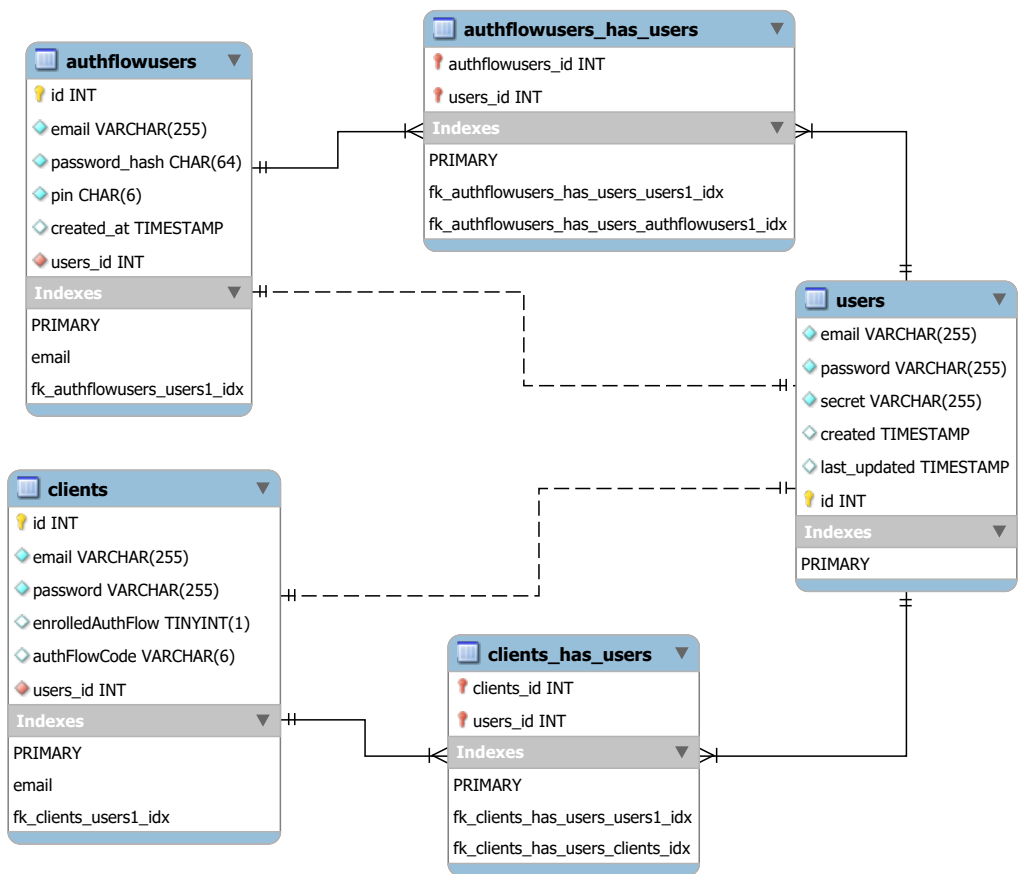 authflowusers
id INT
email VARCHAR(255)
password_hash CHAR(64)
pin CHAR(6)
created_at TIMESTAMP
users_id INT
Indexes
PRIMARY
email
fk_authflowusers_users1_idx
authflowusers_has_users
authflowusers_id INT
users_id INT
Indexes
PRIMARY
fk_authflowusers_has_users_users1_idx
fk_authflowusers_has_users_authflowusers1_idx
users
email VARCHAR(255)
password VARCHAR(255)
secret VARCHAR(255)
created TIMESTAMP
last_updated TIMESTAMP
id INT
Indexes
PRIMARY
clients
id INT
email VARCHAR(255)
password VARCHAR(255)
enrolledAuthFlow TINYINT(1)
authFlowCode VARCHAR(6)
users_id INT
Indexes
PRIMARY
email
fk_clients_users1_idx
clients_has_users
clients_id INT
users_id INT
Indexes
PRIMARY
fk_clients_has_users_users1_idx
fk_clients_has_users_clients_idx